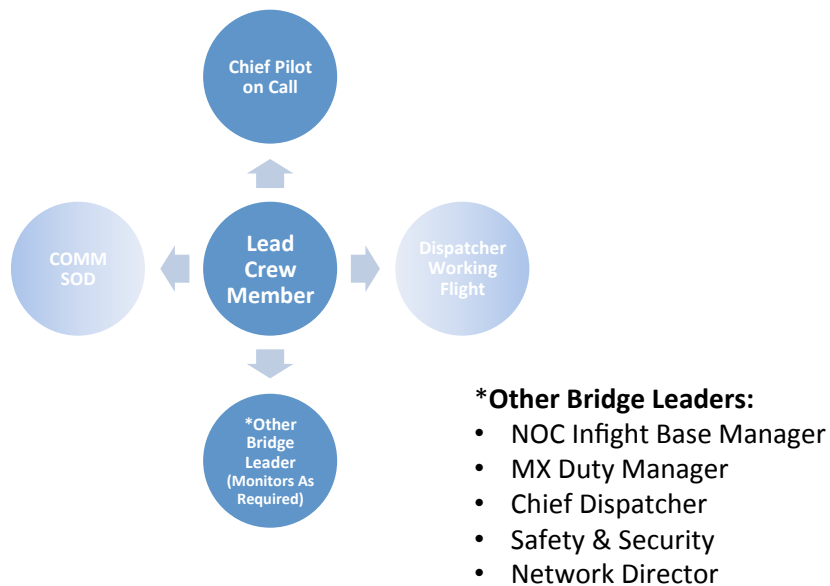 Chief Pilot
on Call
COMM
SOD
Lead
Crew
Member
Dispatcher
Working
Flight
*Other
Bridge
Leader
(Monitors As
Required)
*Other Bridge Leaders:
• NOC Infight Base Manager
• MX Duty Manager
• Chief Dispatcher
• Safety & Security
• Network Director